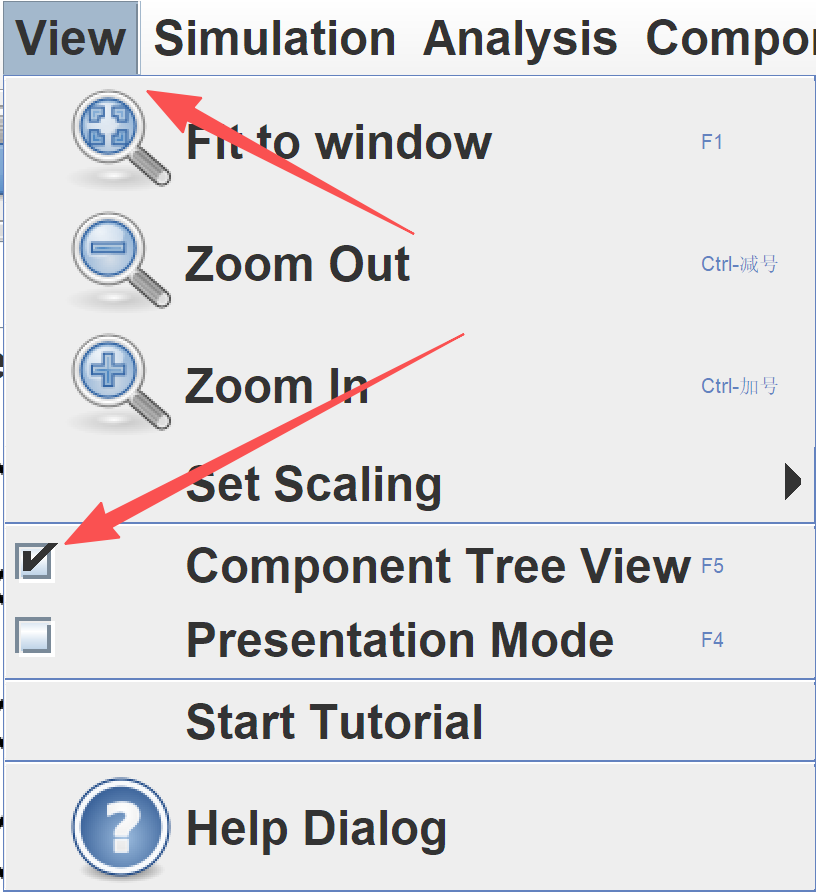 View Simulation Analysis Compo
Fit to window F1
Zoom Out Ctrl-减号
Zoom In Ctrl-加号
Set Scaling
Component Tree View F5
Presentation Mode F4
Start Tutorial
Help Dialog